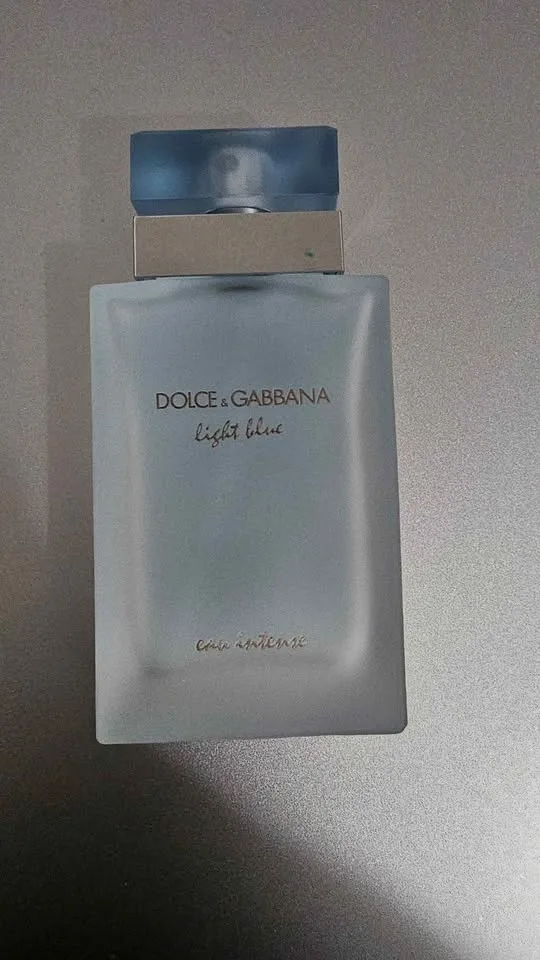 DOLCE & GABBANA
light blue
eau intense